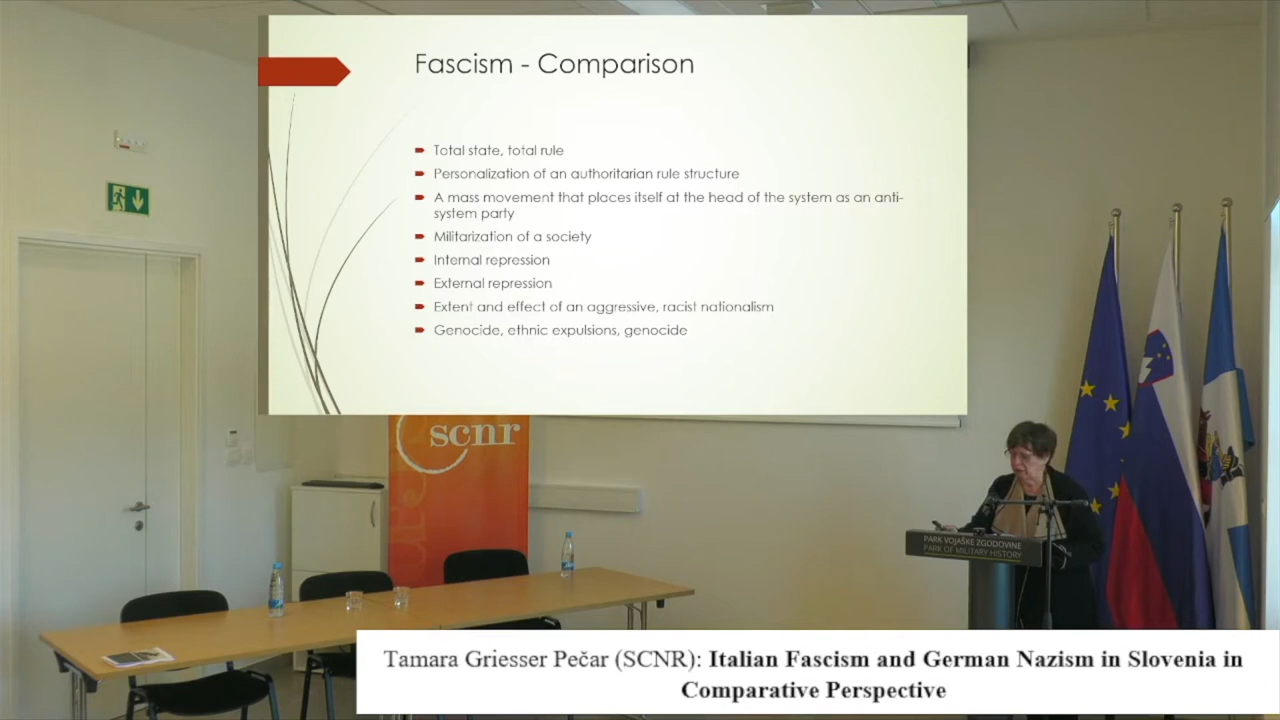 Fascism - Comparison
Total state, total rule
Personalization of an authoritarian rule structure
A mass movement that places itself at the head of the system as an anti-
system party
Militarization of a society
Internal repression
External repression
Extent and effect of an aggressive, racist nationalism
Genocide, ethnic expulsions, genocide
scnr
PARK VOJAŠKE ZGODOVINE
PARK OF MILITARY HISTORY
Tamara Griesser Pečar (SCNR): Italian Fascism and German Nazism in Slovenia in
Comparative Perspective